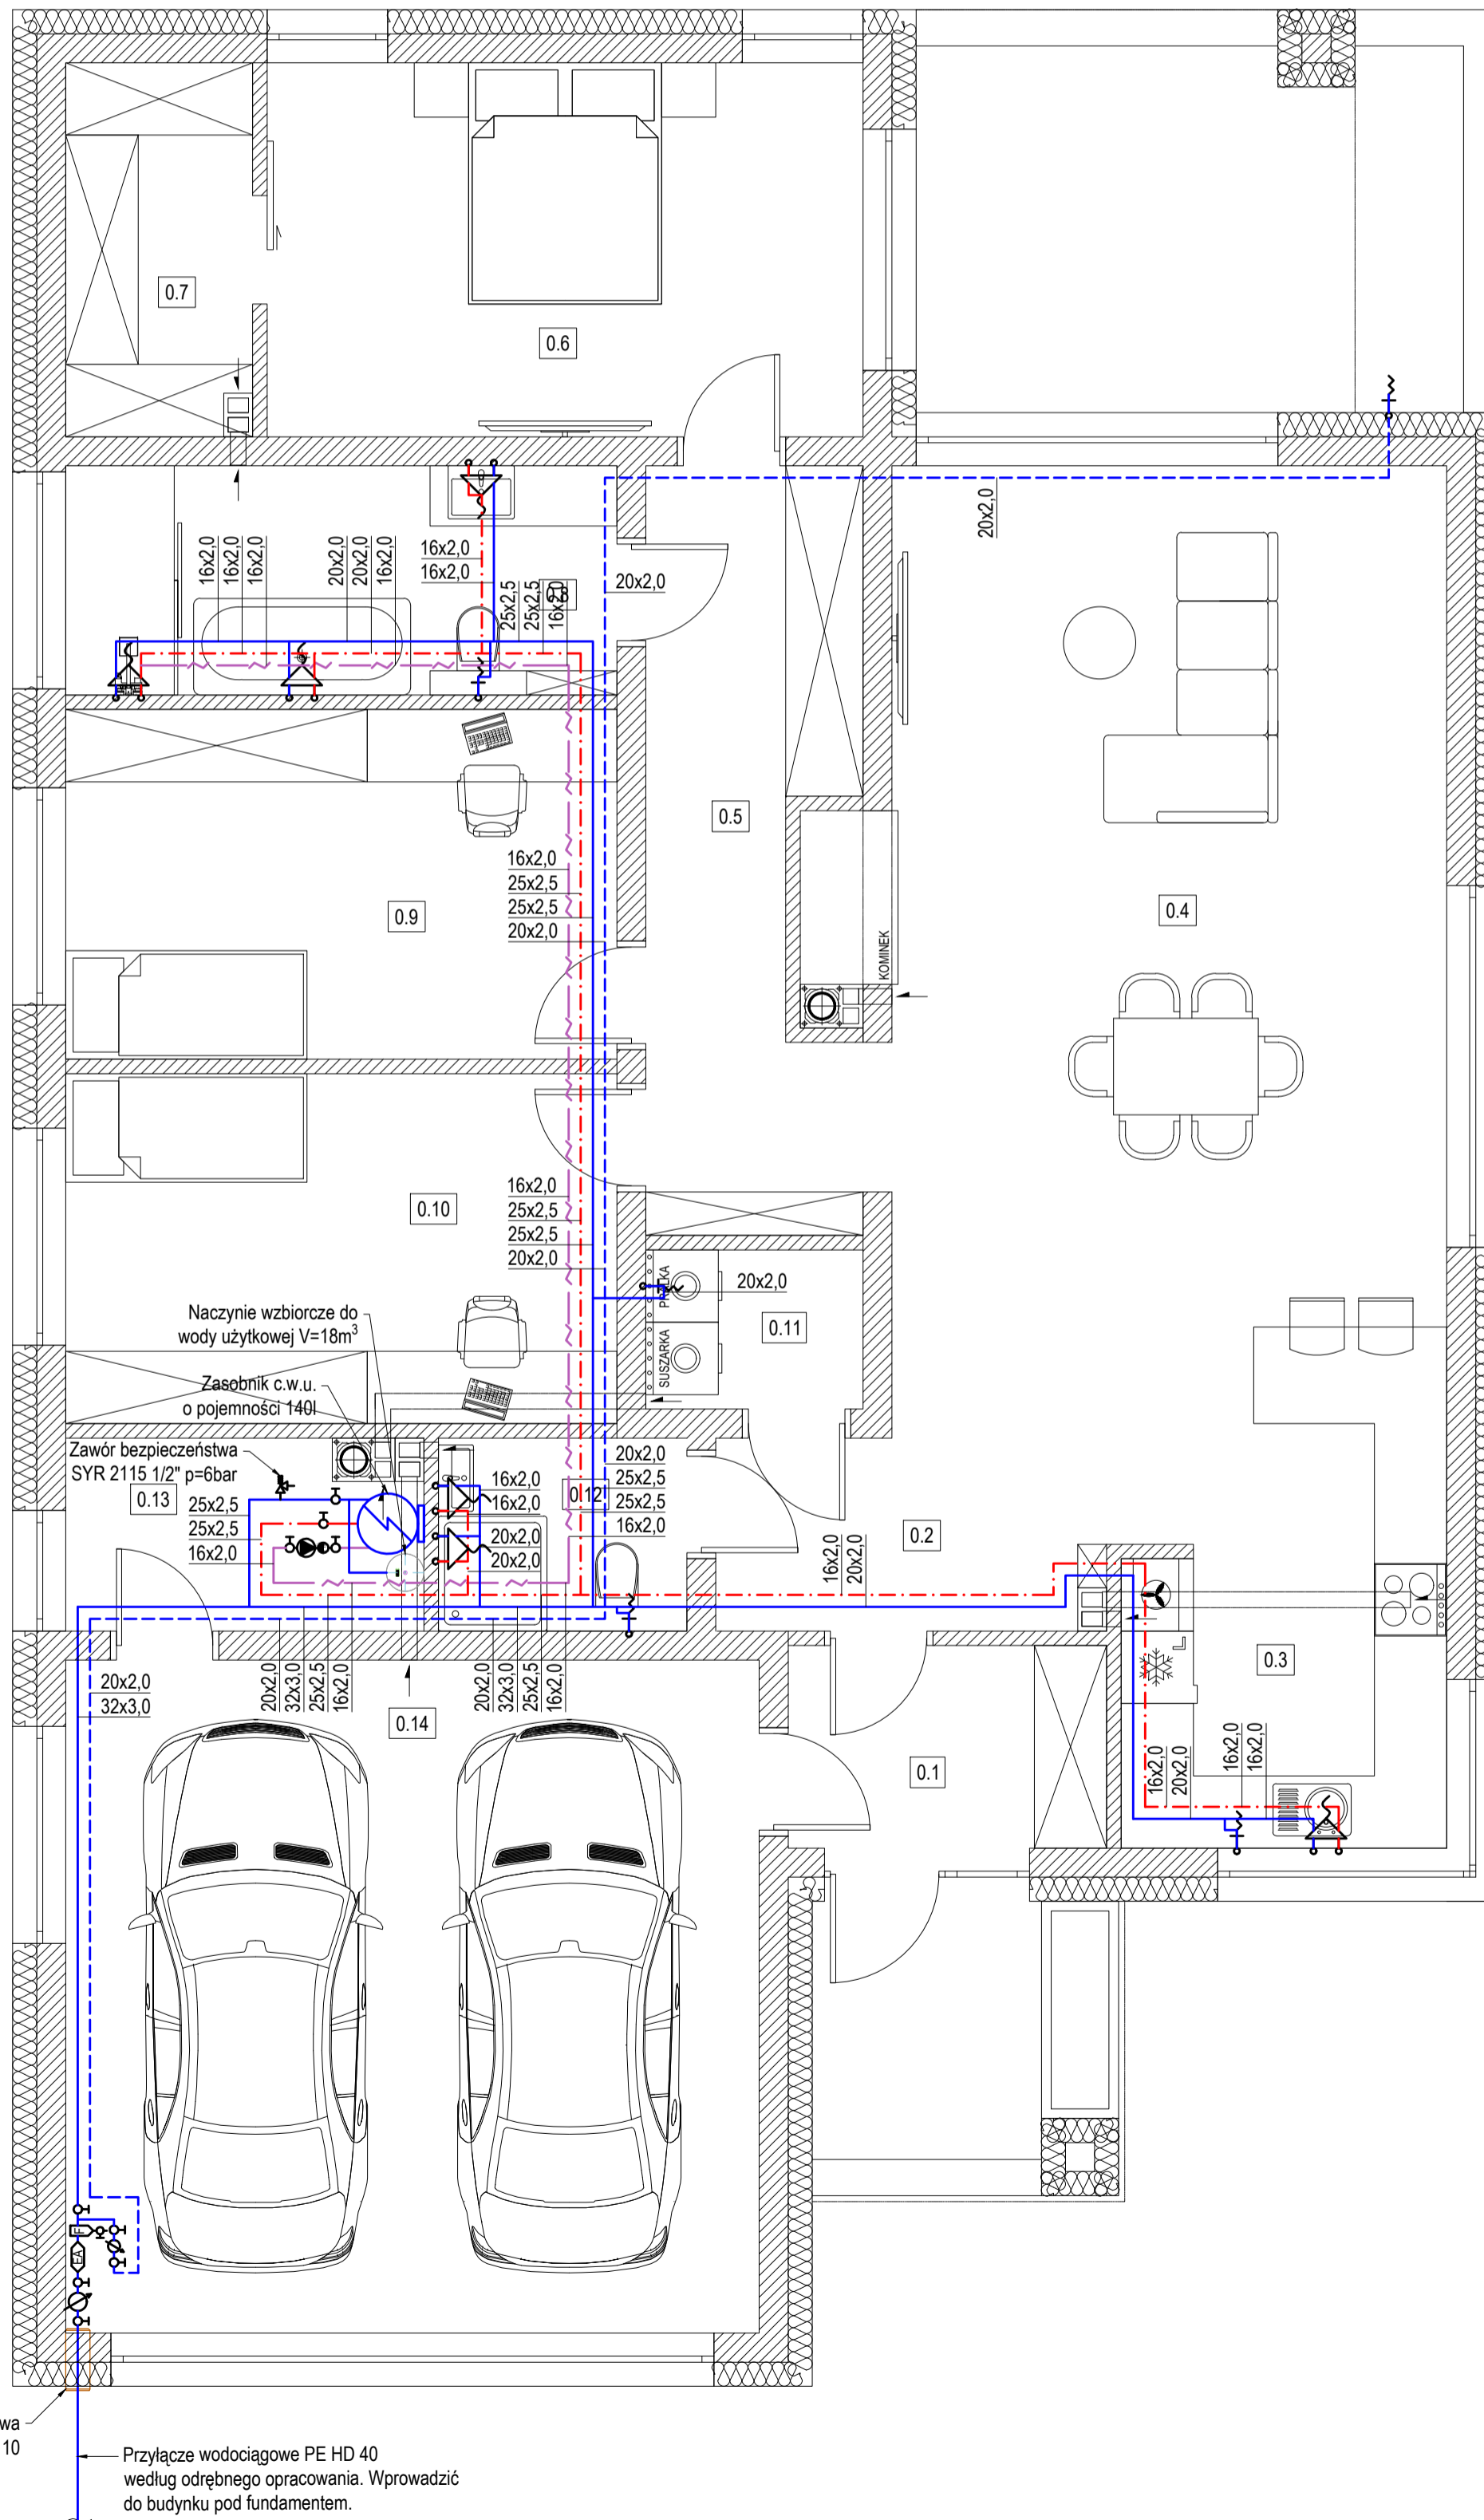 0.7
0.6
20x2,0
16x2,0
16x2,0
16x2,0
20x2,0
20x2,0
16x2,0
16x2,0
16x2,0
25x2,5
25x2,5
16x2,0
0.8
20x2,0
0.5
16x2,0
25x2,5
25x2,5
20x2,0
0.9
0.4
KOMINEK
16x2,0
25x2,5
25x2,5
20x2,0
0.10
PRALKA
20x2,0
SUSZARKA
0.11
Naczynie wzbiorcze do
wody użytkowej V=18m³
Zasobnik c.w.u.
o pojemności 140l
Zawór bezpieczeństwa
SYR 2115 1/2" p=6bar
0.13
25x2,5
25x2,5
16x2,0
16x2,0
16x2,0
20x2,0
20x2,0
0.12
20x2,0
25x2,5
25x2,5
16x2,0
0.2
16x2,0
20x2,0
20x2,0
32x3,0
20x2,0
32x3,0
25x2,5
16x2,0
20x2,0
32x3,0
25x2,5
16x2,0
0.14
0.3
L
0.1
16x2,0
20x2,0
16x2,0
16x2,0
F
EA
wa
10
Przyłącze wodociągowe PE HD 40
według odrębnego opracowania. Wprowadzić
do budynku pod fundamentem.